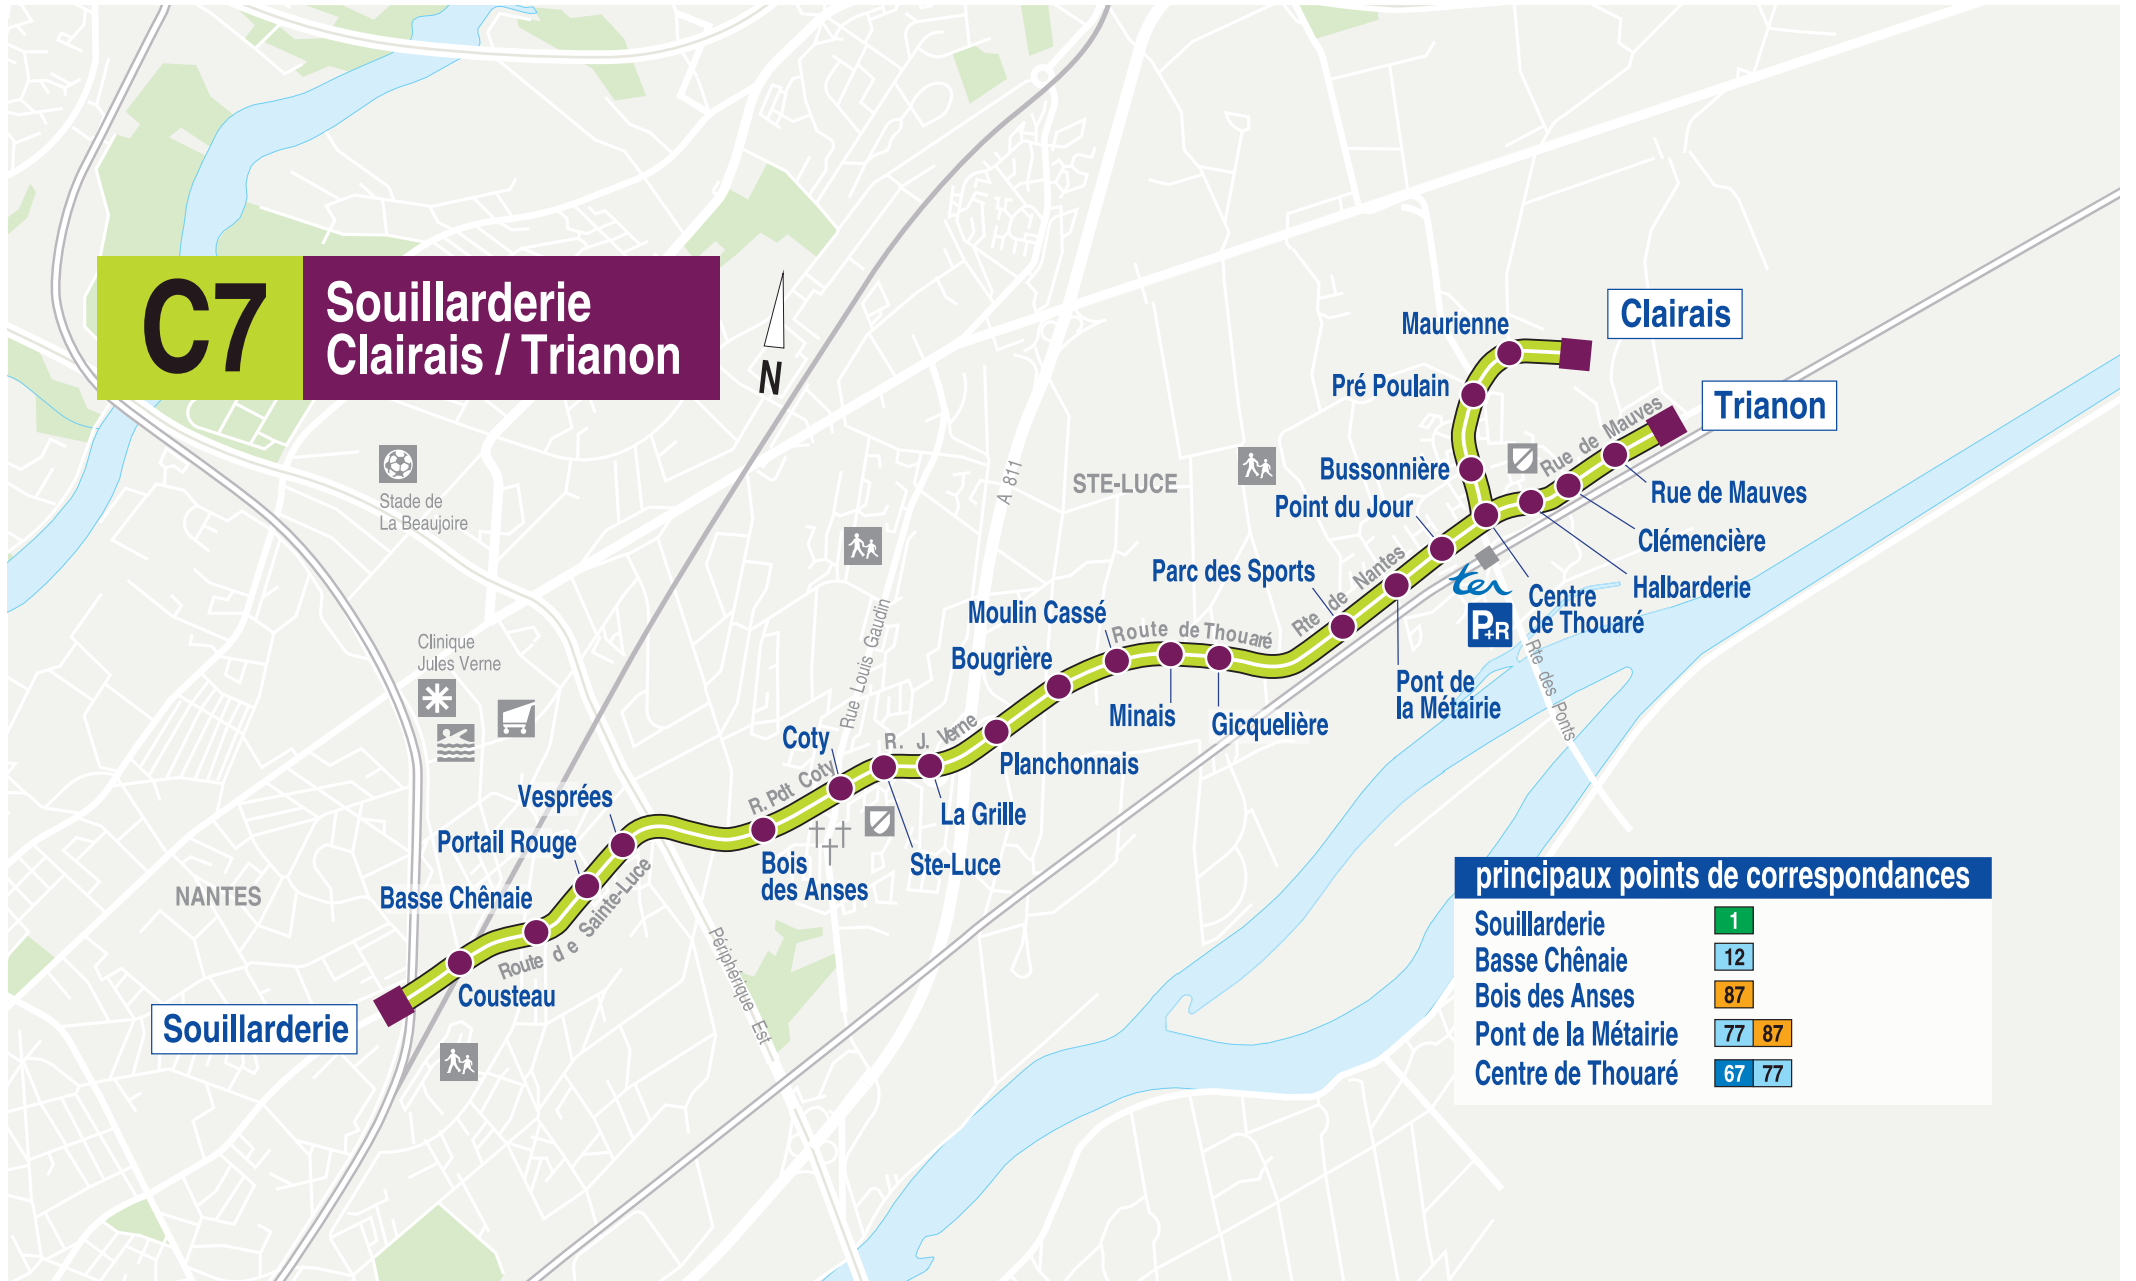 C7
Souillarderie
Clairais / Trianon
N
Clairais
Maurienne
Trianon
Pré Poulain
Rue de Mauves
Bussonnière
STE-LUCE
A 811
Stade de
La Beaujoire
Point du Jour
Rue de Mauves
Clémencière
Parc des Sports
Rte de Nantes
ter
Halbarderie
Centre
de Thouaré
P+R
Moulin Cassé
Route de Thouaré
Rue Louis Gaudin
Clinique
Jules Verne
Bougrière
Rte des Ponts
Pont de
la Métairie
Minais
Gicquelière
Coty
R. J. Verne
Planchonnais
R. Pdt Coty
Vesprées
La Grille
Portail Rouge
Bois
des Anses
Ste-Luce
NANTES
Basse Chênaie
Route de Sainte-Luce
Périphérique Est
Cousteau
Souillarderie
principaux points de correspondances
Souillarderie 1
Basse Chênaie 12
Bois des Anses 87
Pont de la Métairie 77 87
Centre de Thouaré 67 77